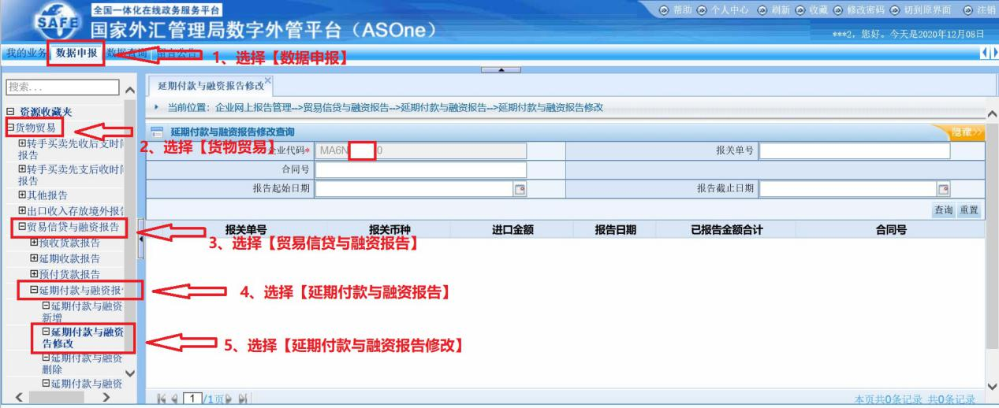 全国一体化在线政务服务平台
SAFE
国家外汇管理局数字外管平台（ASOne）
帮助 个人中心 刷新 收藏 修改密码 切到原界面 注销
***2，您好。今天是2020年12月08日
我的业务 数据申报 数据查询 留言公告
1、选择【数据申报】
搜索...
延期付款与融资报告修改
当前位置：企业网上报告管理-->贸易信贷与融资报告-->延期付款与融资报告-->延期付款与融资报告修改
资源收藏夹
货物贸易
2、选择【货物贸易】
转手买卖先收后支时间
报告
转手买卖先支后收时间
报告
其他报告
出口收入存放境外报告
贸易信贷与融资报告
3、选择【贸易信贷与融资报告】
预收货款报告
延期收款报告
预付货款报告
延期付款与融资报告
4、选择【延期付款与融资报告】
延期付款与融资
新增
延期付款与融资
告修改
5、选择【延期付款与融资报告修改】
延期付款与融资
删除
延期付款与融资
延期付款与融资报告修改查询
隐藏>>
企业代码* MA6N 0 报关单号
合同号
报告起始日期 报告截止日期
查询 重置
报关单号 报关币种 进口金额 报告日期 已报告金额合计 合同号
1 /1页
本页共0条记录 共0条记录